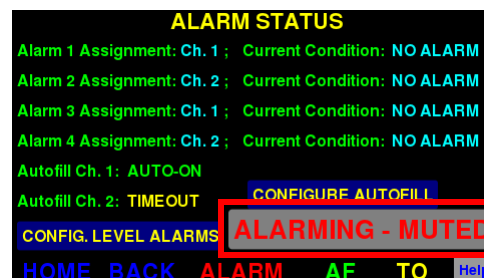 ALARM STATUS
Alarm 1 Assignment: Ch. 1 ; Current Condition: NO ALARM
Alarm 2 Assignment: Ch. 2 ; Current Condition: NO ALARM
Alarm 3 Assignment: Ch. 1 ; Current Condition: NO ALARM
Alarm 4 Assignment: Ch. 2 ; Current Condition: NO ALARM
Autofill Ch. 1: AUTO-ON
Autofill Ch. 2: TIMEOUT CONFIGURE AUTOFILL
CONFIG. LEVEL ALARMS ALARMING - MUTED
HOME BACK ALARM AF TO Help